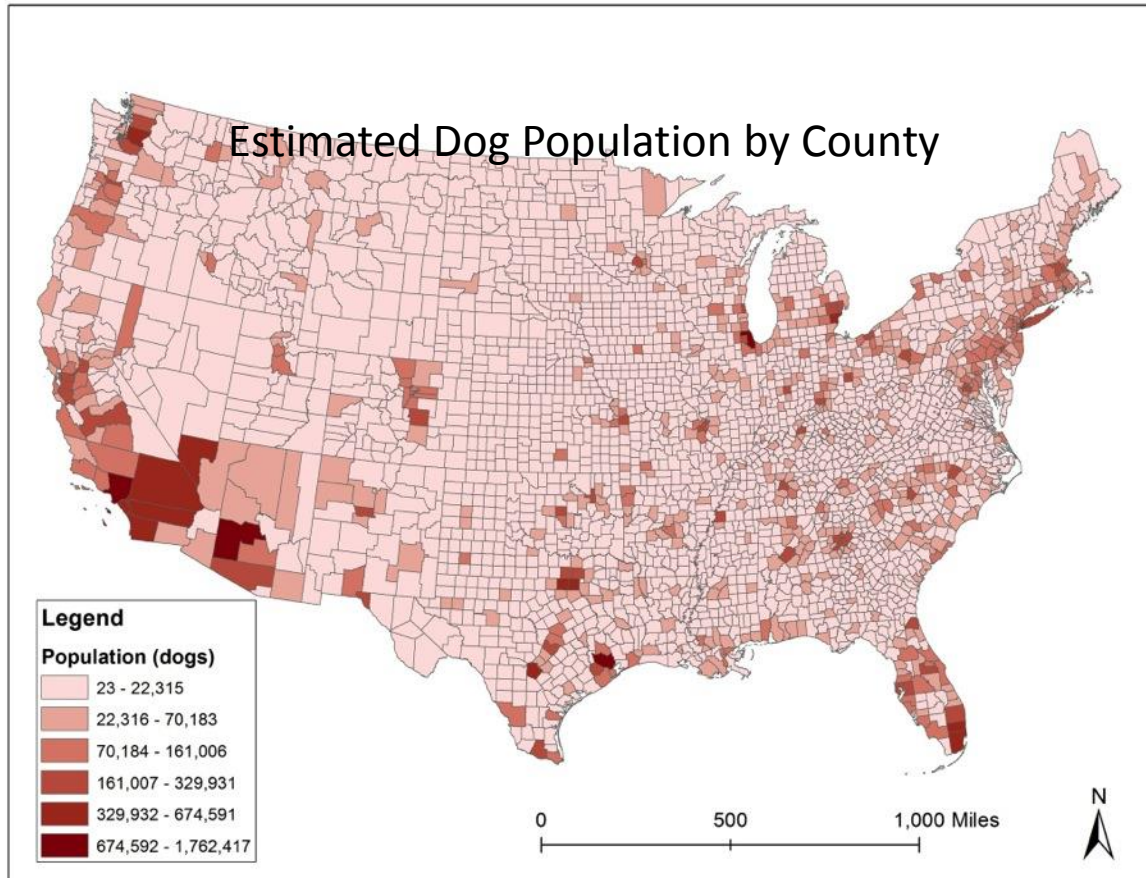 Estimated Dog Population by County
Legend
Population (dogs)
23 - 22,315
22,316 - 70,183
70,184 - 161,006
161,007 - 329,931
329,932 - 674,591
674,592 - 1,762,417
0 500 1,000 Miles
N